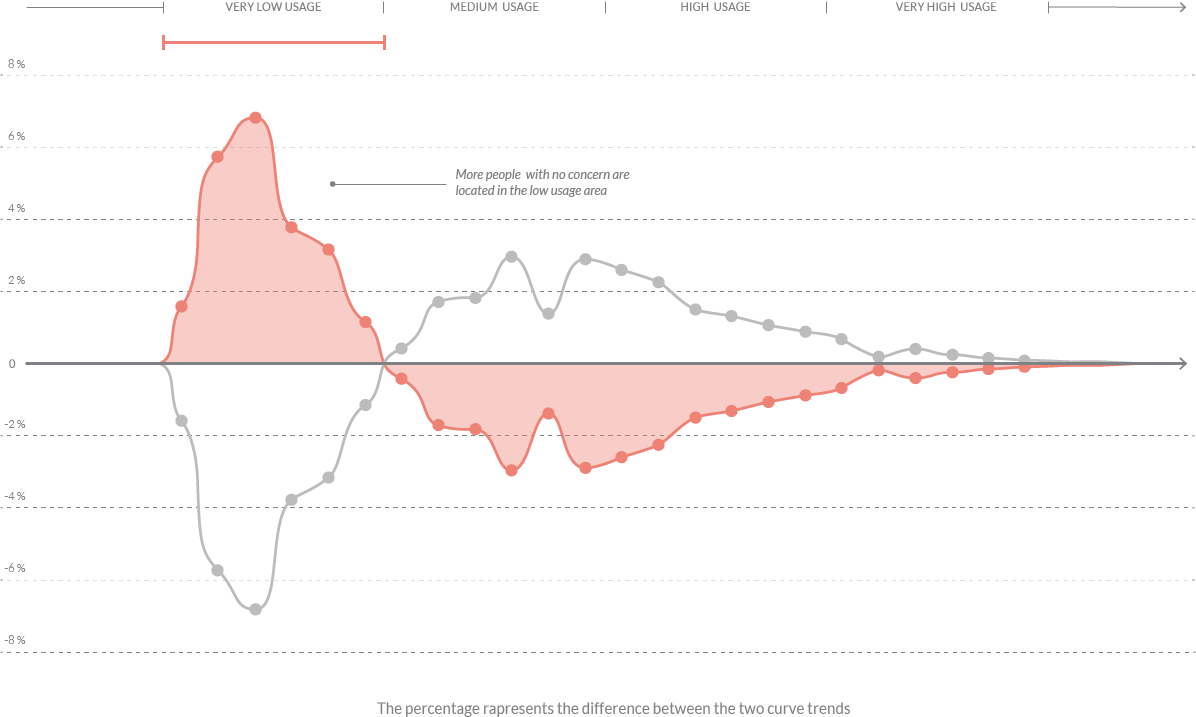 VERY LOW USAGE
MEDIUM USAGE
HIGH USAGE
VERY HIGH USAGE
8 %
6 %
More people with no concern are
located in the low usage area
4 %
2 %
0
-2 %
-4 %
-6 %
-8 %
The percentage rapresents the difference between the two curve trends